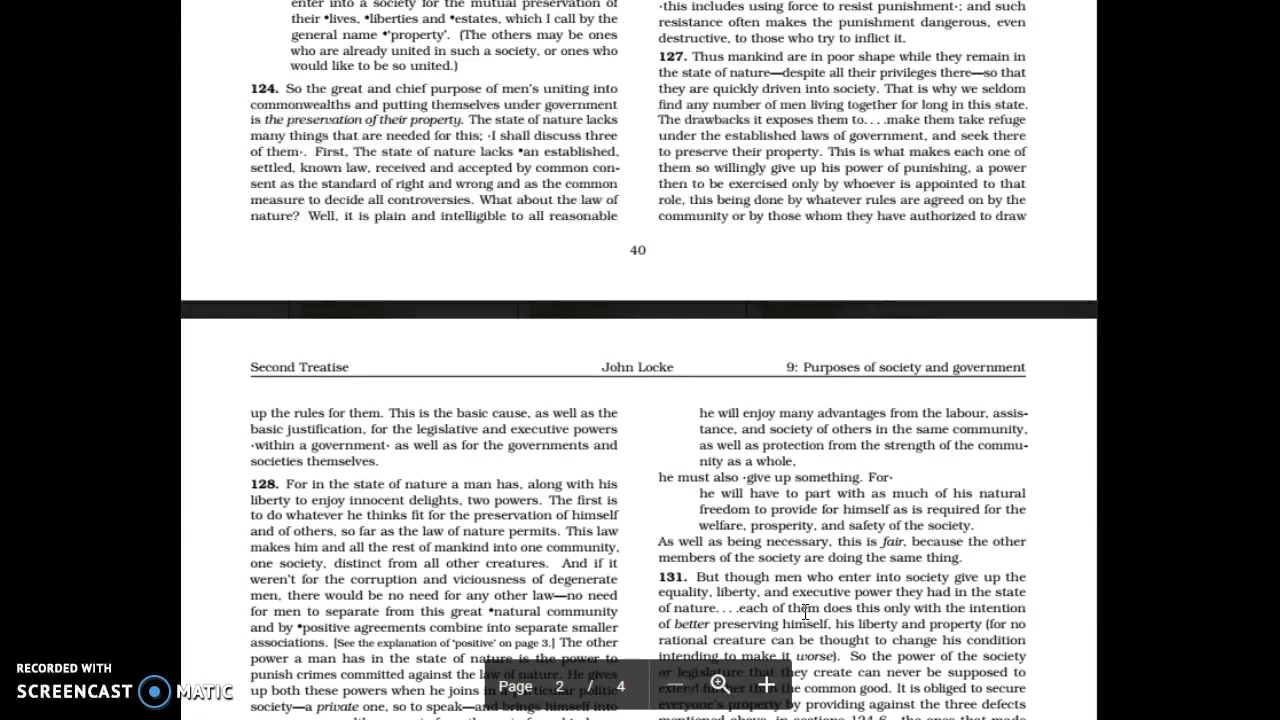 enter into a society for the mutual preservation of
their •lives, •liberties and •estates, which I call by the
general name •‘property’. (The others may be ones
who are already united in such a society, or ones who
would like to be so united.)
124. So the great and chief purpose of men’s uniting into
commonwealths and putting themselves under government
is the preservation of their property. The state of nature lacks
many things that are needed for this; ·I shall discuss three
of them·. First, The state of nature lacks •an established,
settled, known law, received and accepted by common con-
sent as the standard of right and wrong and as the common
measure to decide all controversies. What about the law of
nature? Well, it is plain and intelligible to all reasonable
·this includes using force to resist punishment·; and such
resistance often makes the punishment dangerous, even
destructive, to those who try to inflict it.
127. Thus mankind are in poor shape while they remain in
the state of nature—despite all their privileges there—so that
they are quickly driven into society. That is why we seldom
find any number of men living together for long in this state.
The drawbacks it exposes them to. . . .make them take refuge
under the established laws of government, and seek there
to preserve their property. This is what makes each one of
them so willingly give up his power of punishing, a power
then to be exercised only by whoever is appointed to that
role, this being done by whatever rules are agreed on by the
community or by those whom they have authorized to draw
40
Second Treatise John Locke 9: Purposes of society and government
up the rules for them. This is the basic cause, as well as the
basic justification, for the legislative and executive powers
·within a government· as well as for the governments and
societies themselves.
128. For in the state of nature a man has, along with his
liberty to enjoy innocent delights, two powers. The first is
to do whatever he thinks fit for the preservation of himself
and of others, so far as the law of nature permits. This law
makes him and all the rest of mankind into one community,
one society, distinct from all other creatures. And if it
weren’t for the corruption and viciousness of degenerate
men, there would be no need for any other law—no need
for men to separate from this great •natural community
and by •positive agreements combine into separate smaller
associations. [See the explanation of ‘positive’ on page 3.] The other
power a man has in the state of nature is the power to
punish crimes committed against the law of nature. He gives
up both these powers when he joins in a particular politic
society—a private one, so to speak—and brings himself into
he will enjoy many advantages from the labour, assis-
tance, and society of others in the same community,
as well as protection from the strength of the commu-
nity as a whole,
he must also ·give up something. For·
he will have to part with as much of his natural
freedom to provide for himself as is required for the
welfare, prosperity, and safety of the society.
As well as being necessary, this is fair, because the other
members of the society are doing the same thing.
131. But though men who enter into society give up the
equality, liberty, and executive power they had in the state
of nature. . . .each of them does this only with the intention
of better preserving himself, his liberty and property (for no
rational creature can be thought to change his condition
intending to make it worse). So the power of the society
or legislature that they create can never be supposed to
extend further than the common good. It is obliged to secure
everyone’s property by providing against the three defects
mentioned above, in sections 124-6, the ones that made
Page 2 / 4
RECORDED WITH
SCREENCAST MATIC